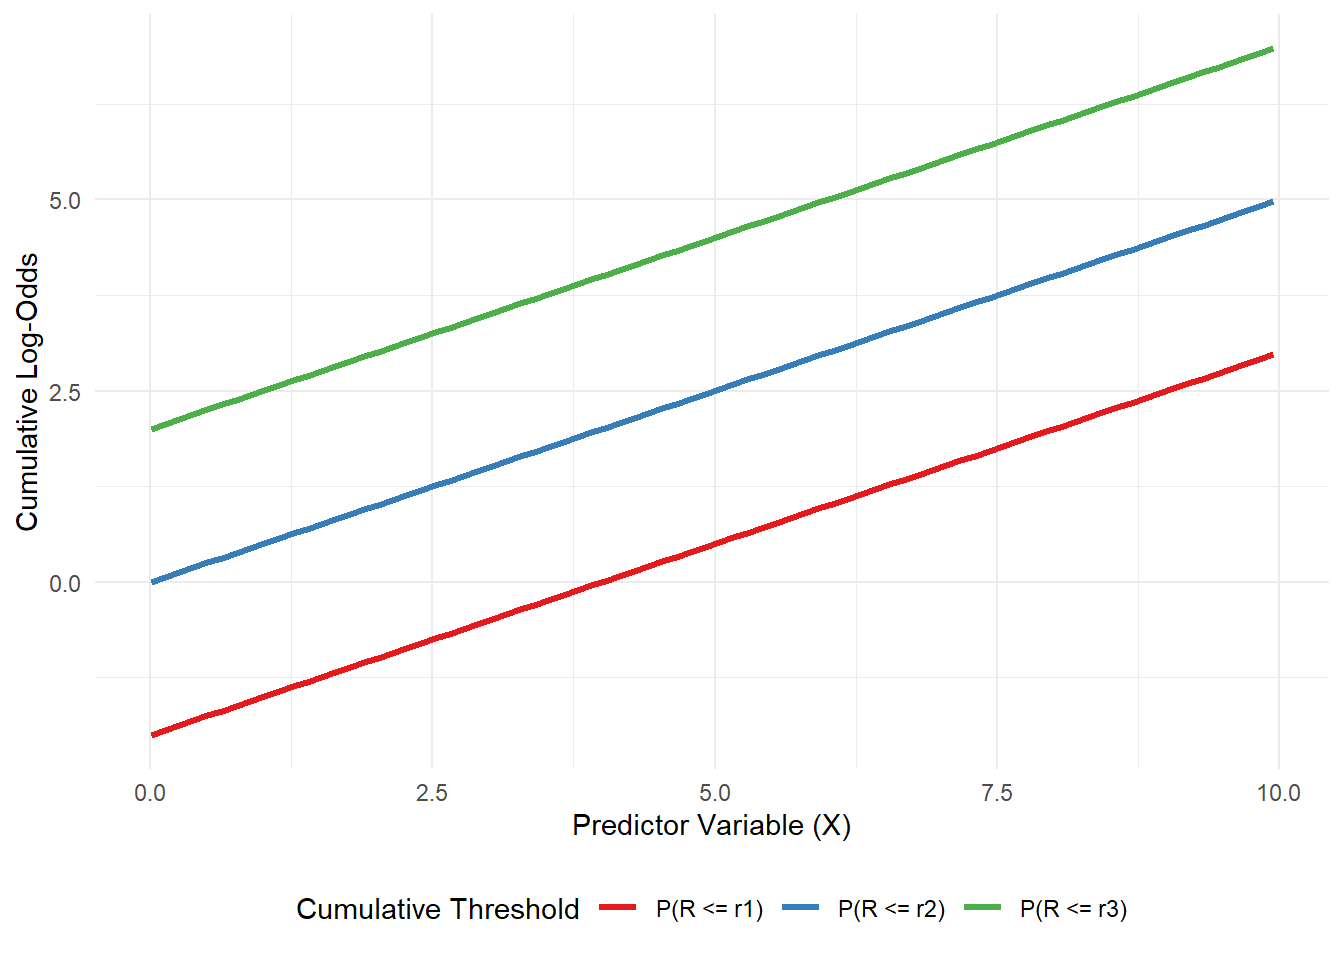 5.0
2.5
0.0
Cumulative Log-Odds
0.0 2.5 5.0 7.5 10.0
Predictor Variable (X)
Cumulative Threshold P(R <= r1) P(R <= r2) P(R <= r3)